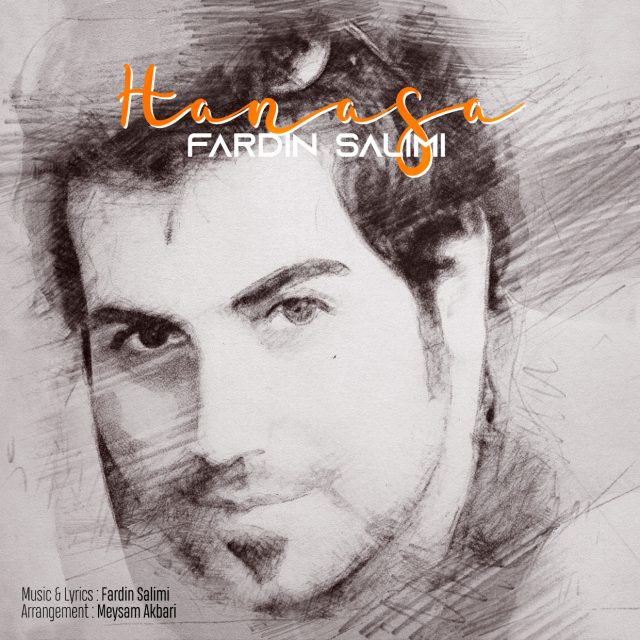 Hanasa
FARDIN SALIMI
Music & Lyrics : Fardin Salimi
Arrangement : Meysam Akbari